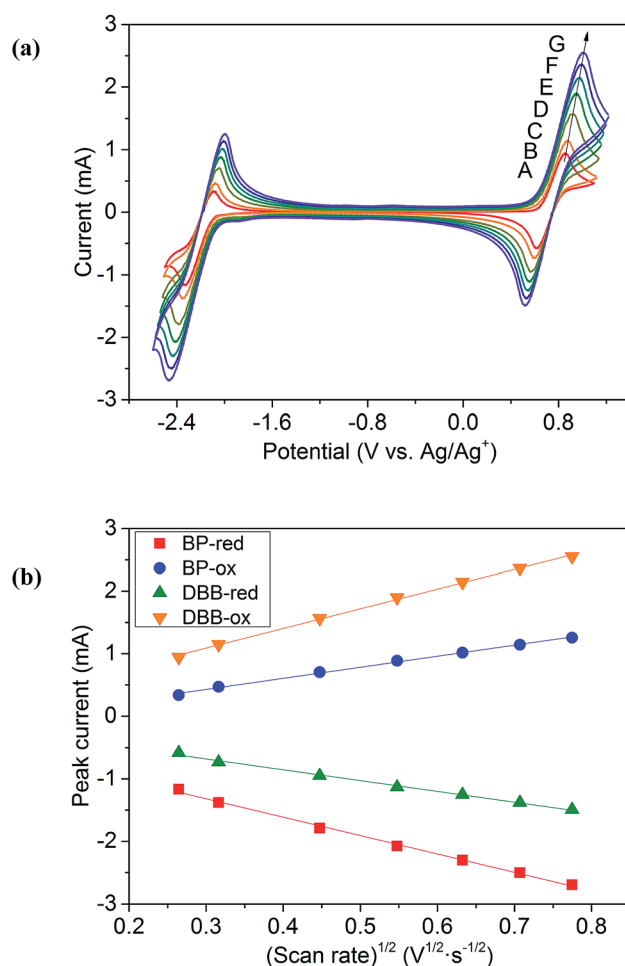 (a)
3
2
1
0
-1
-2
-3
Current (mA)
G
F
E
D
C
B
A
-2.4 -1.6 -0.8 0.0 0.8
Potential (V vs. Ag/Ag⁺)
(b)
3
2
1
0
-1
-2
-3
Peak current (mA)
BP-red
BP-ox
DBB-red
DBB-ox
0.2 0.3 0.4 0.5 0.6 0.7 0.8
(Scan rate)¹ᐟ² (V¹ᐟ²·s⁻¹ᐟ²)